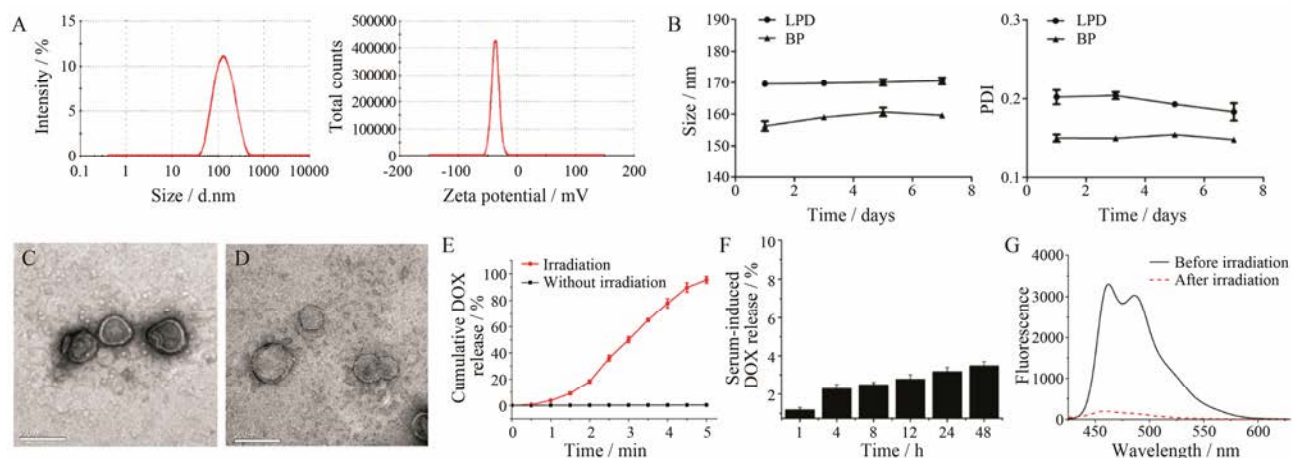 A
Intensity / %
15
10
5
0
0.1 1 10 100 1000 10000
Size / d.nm
Total counts
500000
400000
300000
200000
100000
0
-200 -100 0 100 200
Zeta potential / mV
B
LPD
BP
Size / nm
200
190
180
170
160
150
140
0 2 4 6 8
Time / days
LPD
BP
PDI
0.3
0.2
0.1
0 2 4 6 8
Time / days
C
D
E
Irradiation
Without irradiation
Cumulative DOX
release / %
100
80
60
40
20
0
0 1 2 3 4 5
Time / min
F
Serum-induced
DOX release / %
10
8
6
4
2
1 4 8 12 24 48
Time / h
G
Before irradiation
After irradiation
Fluorescence
4000
3000
2000
1000
0
450 500 550 600
Wavelength / nm